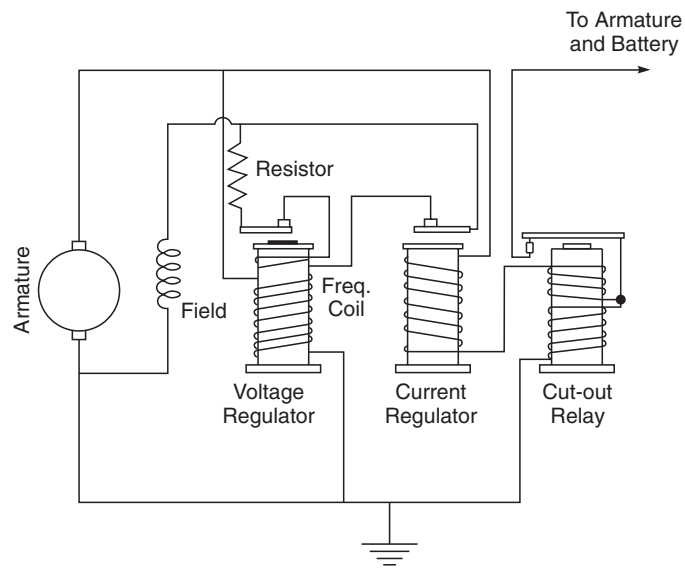 To Armature
and Battery
Resistor
Armature
Field
Freq.
Coil
Voltage
Regulator
Current
Regulator
Cut-out
Relay